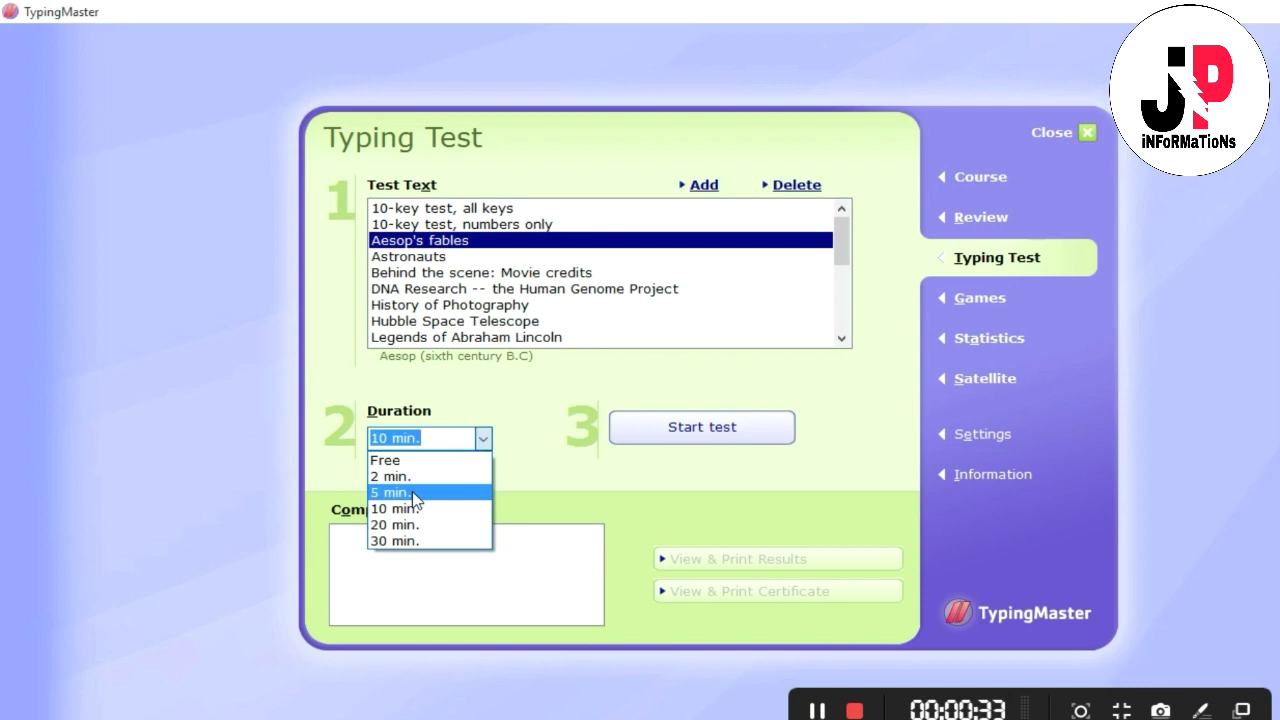 TypingMaster
JP
iNFoRMaTioNs
Typing Test
Close
1
Test Text
Add
Delete
10-key test, all keys
10-key test, numbers only
Aesop's fables
Astronauts
Behind the scene: Movie credits
DNA Research -- the Human Genome Project
History of Photography
Hubble Space Telescope
Legends of Abraham Lincoln
Aesop (sixth century B.C)
2
Duration
10 min.
Free
2 min.
5 min.
10 min.
20 min.
30 min.
3
Start test
Com
View & Print Results
View & Print Certificate
Course
Review
Typing Test
Games
Statistics
Satellite
Settings
Information
TypingMaster
00:00:33